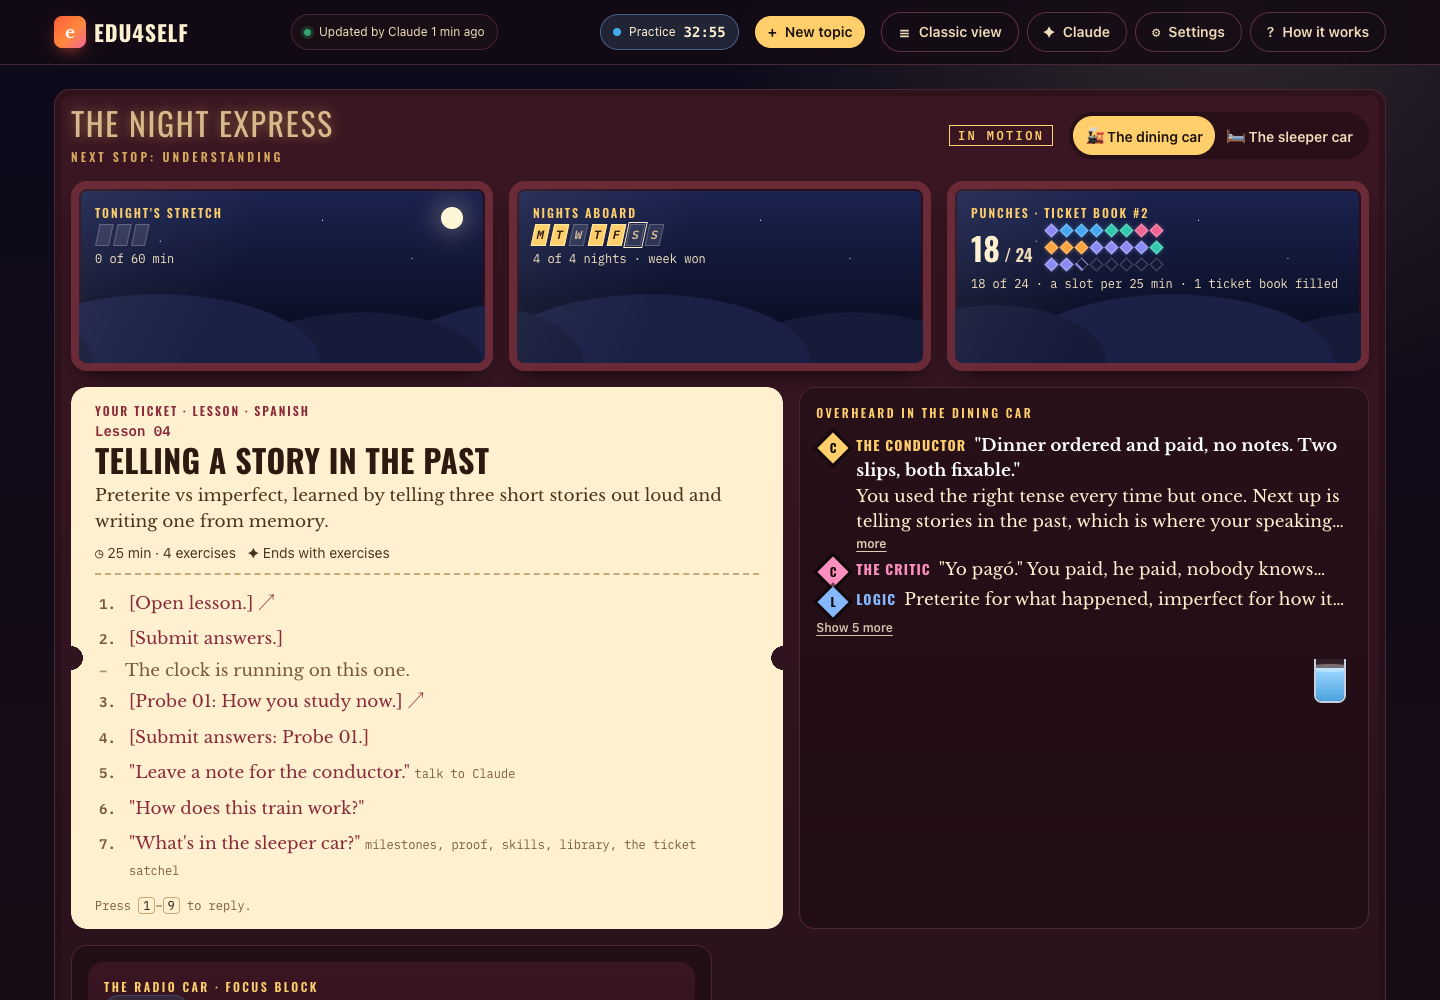 e EDU4SELF
Updated by Claude 1 min ago
Practice 32:55
+ New topic
≡ Classic view
✦ Claude
⚙ Settings
? How it works
THE NIGHT EXPRESS
NEXT STOP: UNDERSTANDING
IN MOTION
The dining car
The sleeper car
TONIGHT'S STRETCH
0 of 60 min
NIGHTS ABOARD
M T W T F S S
4 of 4 nights · week won
PUNCHES · TICKET BOOK #2
18 / 24
18 of 24 · a slot per 25 min · 1 ticket book filled
YOUR TICKET · LESSON · SPANISH
Lesson 04
TELLING A STORY IN THE PAST
Preterite vs imperfect, learned by telling three short stories out loud and
writing one from memory.
25 min · 4 exercises ✦ Ends with exercises
1. [Open lesson.] ↗
2. [Submit answers.]
– The clock is running on this one.
3. [Probe 01: How you study now.] ↗
4. [Submit answers: Probe 01.]
5. "Leave a note for the conductor." talk to Claude
6. "How does this train work?"
7. "What's in the sleeper car?" milestones, proof, skills, library, the ticket
satchel
Press 1–9 to reply.
OVERHEARD IN THE DINING CAR
C THE CONDUCTOR "Dinner ordered and paid, no notes. Two
slips, both fixable."
You used the right tense every time but once. Next up is
telling stories in the past, which is where your speaking…
more
C THE CRITIC "Yo pagó." You paid, he paid, nobody knows…
L LOGIC Preterite for what happened, imperfect for how it…
Show 5 more
THE RADIO CAR · FOCUS BLOCK